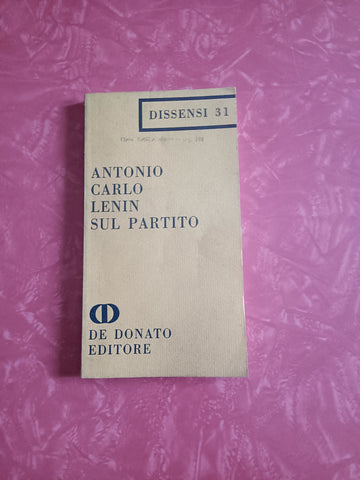 DISSENSI 31
ANTONIO
CARLO
LENIN
SUL PARTITO
DE DONATO
EDITORE